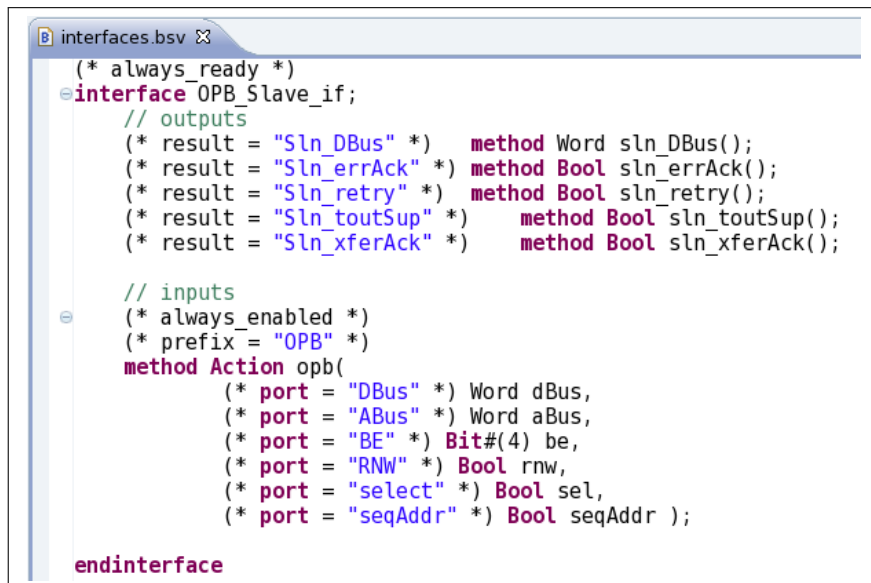 interfaces.bsv
(* always_ready *)
interface OPB_Slave_if;
// outputs
(* result = "Sln_DBus" *) method Word sln_DBus();
(* result = "Sln_errAck" *) method Bool sln_errAck();
(* result = "Sln_retry" *) method Bool sln_retry();
(* result = "Sln_toutSup" *) method Bool sln_toutSup();
(* result = "Sln_xferAck" *) method Bool sln_xferAck();
// inputs
(* always_enabled *)
(* prefix = "OPB" *)
method Action opb(
(* port = "DBus" *) Word dBus,
(* port = "ABus" *) Word aBus,
(* port = "BE" *) Bit#(4) be,
(* port = "RNW" *) Bool rnw,
(* port = "select" *) Bool sel,
(* port = "seqAddr" *) Bool seqAddr );
endinterface